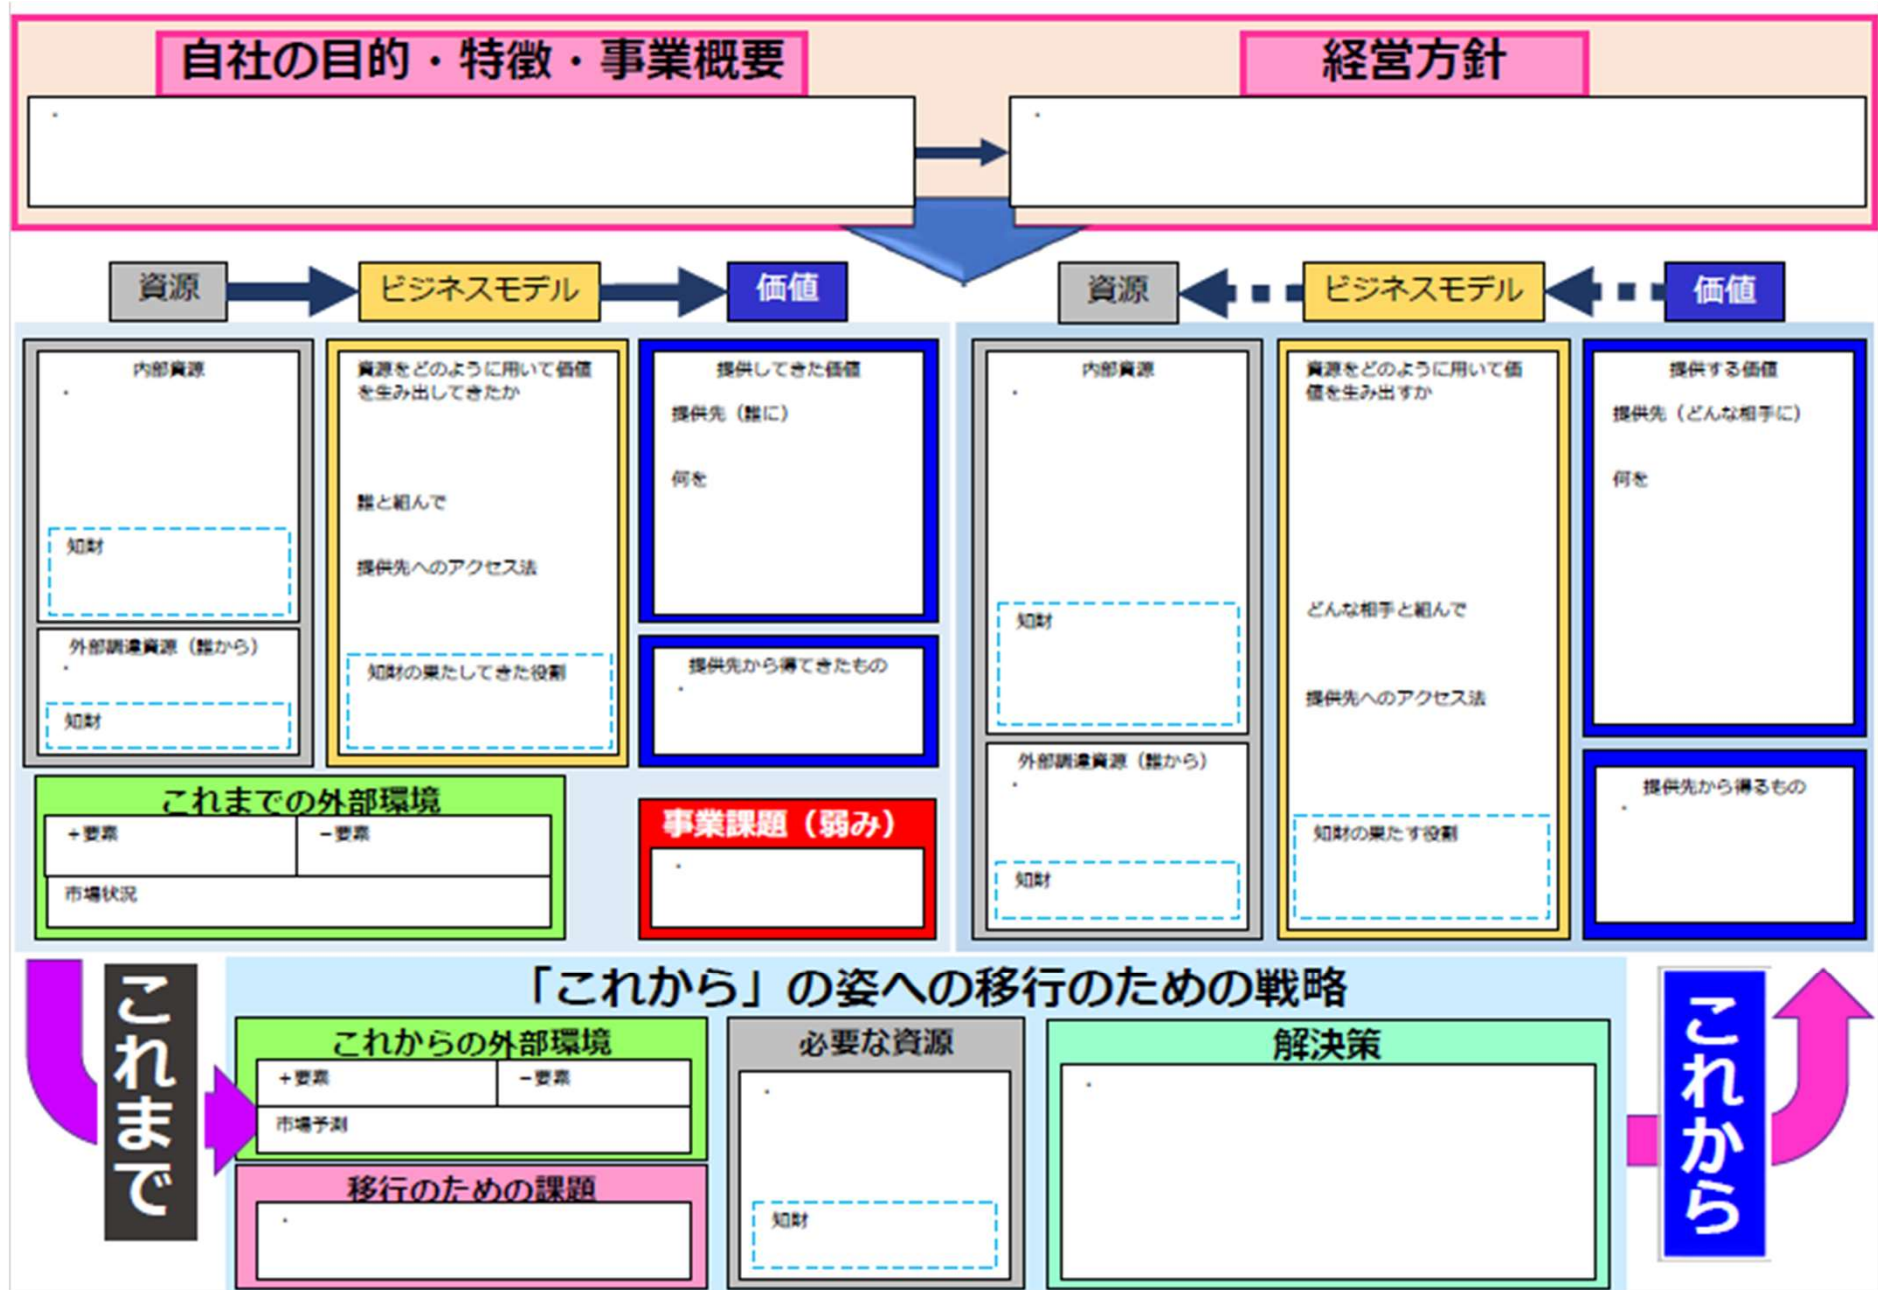 自社の目的・特徴・事業概要
経営方針
資源
ビジネスモデル
価値
内部資源
知財
外部調達資源（誰から）
知財
資源をどのように用いて価値
を生み出してきたか
誰と組んで
提供先へのアクセス法
知財の果たしてきた役割
提供してきた価値
提供先（誰に）
何を
提供先から得てきたもの
これまでの外部環境
+要素
-要素
市場状況
事業課題（弱み）
資源
ビジネスモデル
価値
内部資源
知財
外部調達資源（誰から）
知財
資源をどのように用いて価
値を生み出すか
どんな相手と組んで
提供先へのアクセス法
知財の果たす役割
提供する価値
提供先（どんな相手に）
何を
提供先から得るもの
これまで
「これから」の姿への移行のための戦略
これからの外部環境
+要素
-要素
市場予測
移行のための課題
必要な資源
知財
解決策
これから